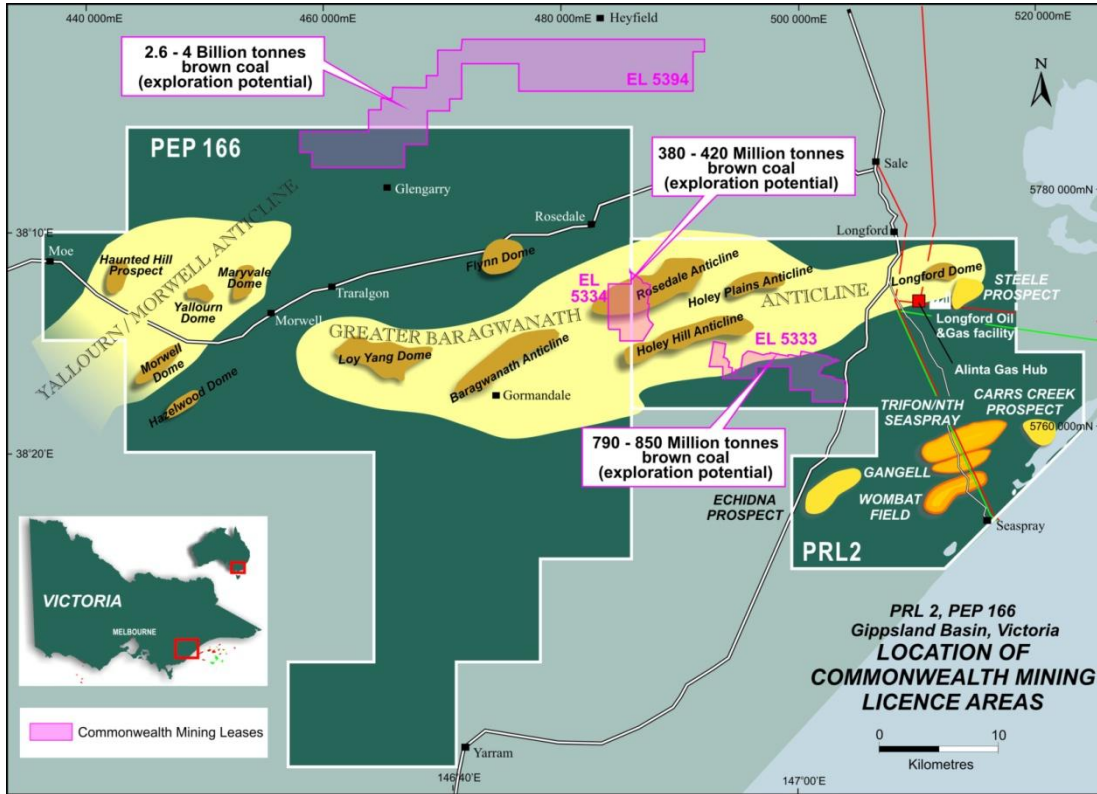 440 000mE
460 000mE
480 000mE
500 000mE
520 000mE
Heyfield
2.6 - 4 Billion tonnes
brown coal
(exploration potential)
EL 5394
N
PEP 166
380 - 420 Million tonnes
brown coal
(exploration potential)
Sale
5780 000mN
Glengarry
38°10'E
Moe
Rosedale
Longford
YALLOURN / MORWELL ANTICLINE
Haunted Hill
Prospect
Maryvale
Dome
Yallourn
Dome
Flynn Dome
EL
5334
Rosedale Anticline
Holey Plains Anticline
ANTICLINE
Longford Dome
STEELE
PROSPECT
Traralgon
Morwell
GREATER BARAGWANATH
Longford Oil
&Gas facility
Morwell
Dome
Hazelwood Dome
Loy Yang Dome
Baragwanath Anticline
Holey Hill Anticline
EL 5333
Alinta Gas Hub
Gormandale
TRIFON/NTH
SEASPRAY
CARRS CREEK
PROSPECT
5760 000mN
38°20'E
790 - 850 Million tonnes
brown coal
(exploration potential)
GANGELL
ECHIDNA
PROSPECT
WOMBAT
FIELD
Seaspray
PRL2
VICTORIA
MELBOURNE
PRL 2, PEP 166
Gippsland Basin, Victoria
LOCATION OF
COMMONWEALTH MINING
LICENCE AREAS
0
10
Kilometres
Commonwealth Mining Leases
Yarram
146°40'E
147°00'E